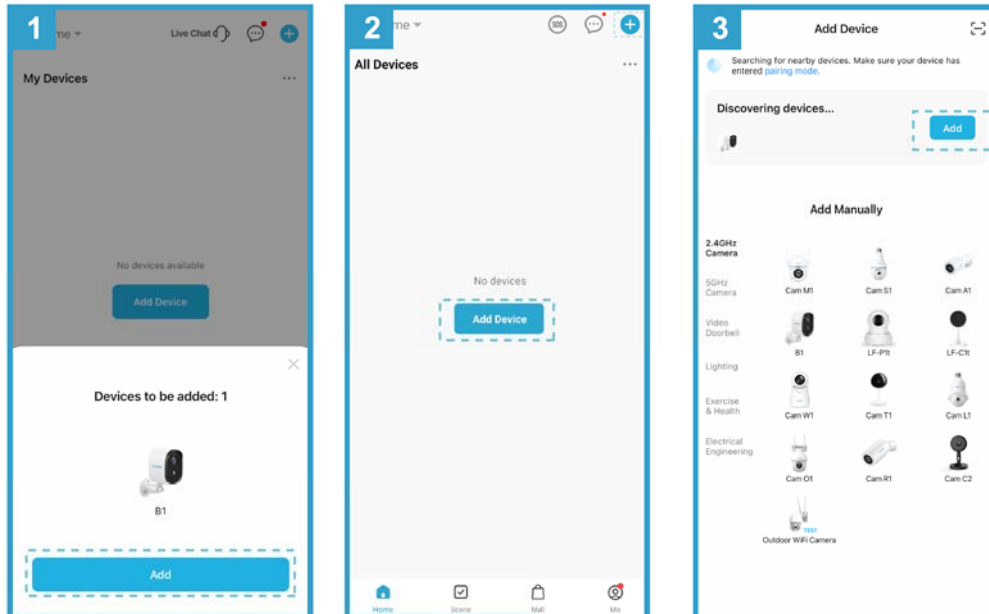 1
me
Live Chat
My Devices
...
No devices available
Add Device
Devices to be added: 1
B1
Add
2
me
SOS
All Devices
...
No devices
Add Device
Home
Scene
Mall
Me
3
Add Device
Searching for nearby devices. Make sure your device has
entered pairing mode.
Discovering devices...
Add
Add Manually
2.4GHz
Camera
5GHz
Camera
Video
Doorbell
Lighting
Exercise
& Health
Electrical
Engineering
Cam M1
Cam S1
Cam A1
B1
LF-P1t
LF-C1t
Cam W1
Cam T1
Cam L1
Cam O1
Cam R1
Cam C2
TEST
Outdoor WiFi Camera